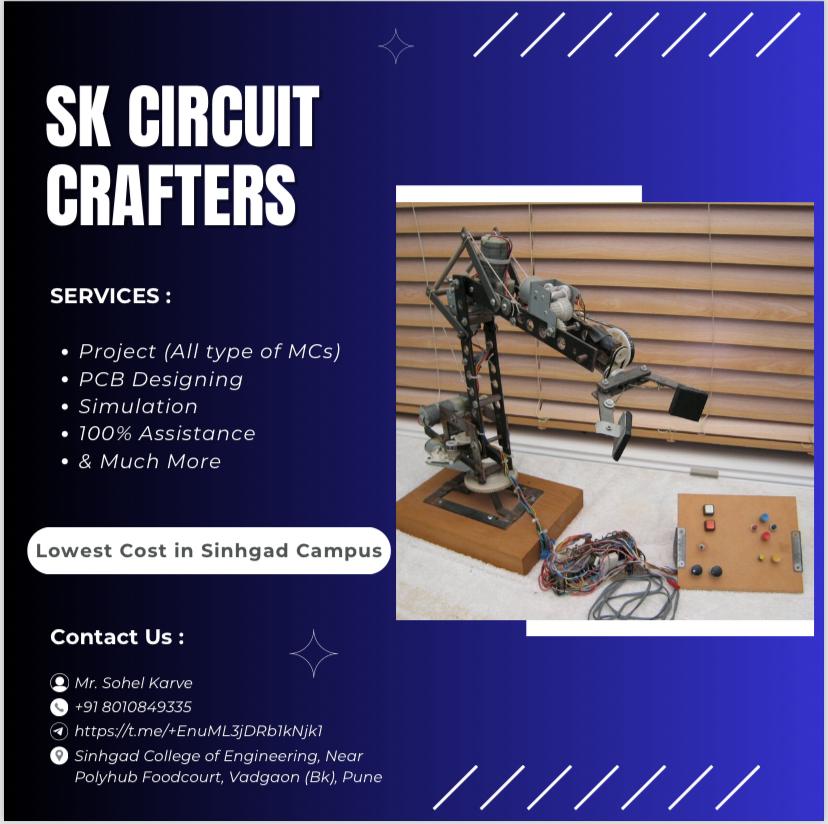 SK CIRCUIT
CRAFTERS
SERVICES :
• Project (All type of MCs)
• PCB Designing
• Simulation
• 100% Assistance
• & Much More
Lowest Cost in Sinhgad Campus
Contact Us :
Mr. Sohel Karve
+91 8010849335
https://t.me/+EnuML3jDRb1kNjk1
Sinhgad College of Engineering, Near
Polyhub Foodcourt, Vadgaon (Bk), Pune